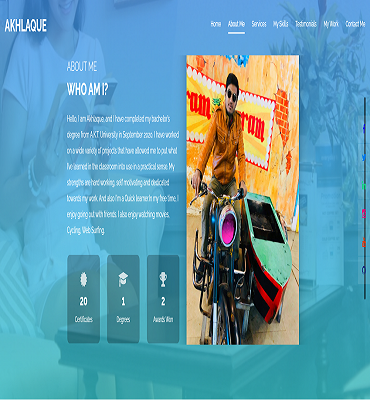 AKHLAQUE
Home About Me Services My Skills Testimonials My Work Contact Me
ABOUT ME
WHO AM I?
Hello, I am Akhlaque, and I have completed my bachelor's
degree from AKT University in September 2020. I have worked
on a wide variety of projects that have allowed me to put what
I've learned in the classroom into use in a practical sense. My
strengths are hard working, self motivating and dedicated
towards my work. And also I'm a Quick learner. In my free time, I
enjoy going out with friends. I also enjoy watching movies,
Cycling, Web Surfing.
20
Certificates
1
Degrees
2
Awards Won